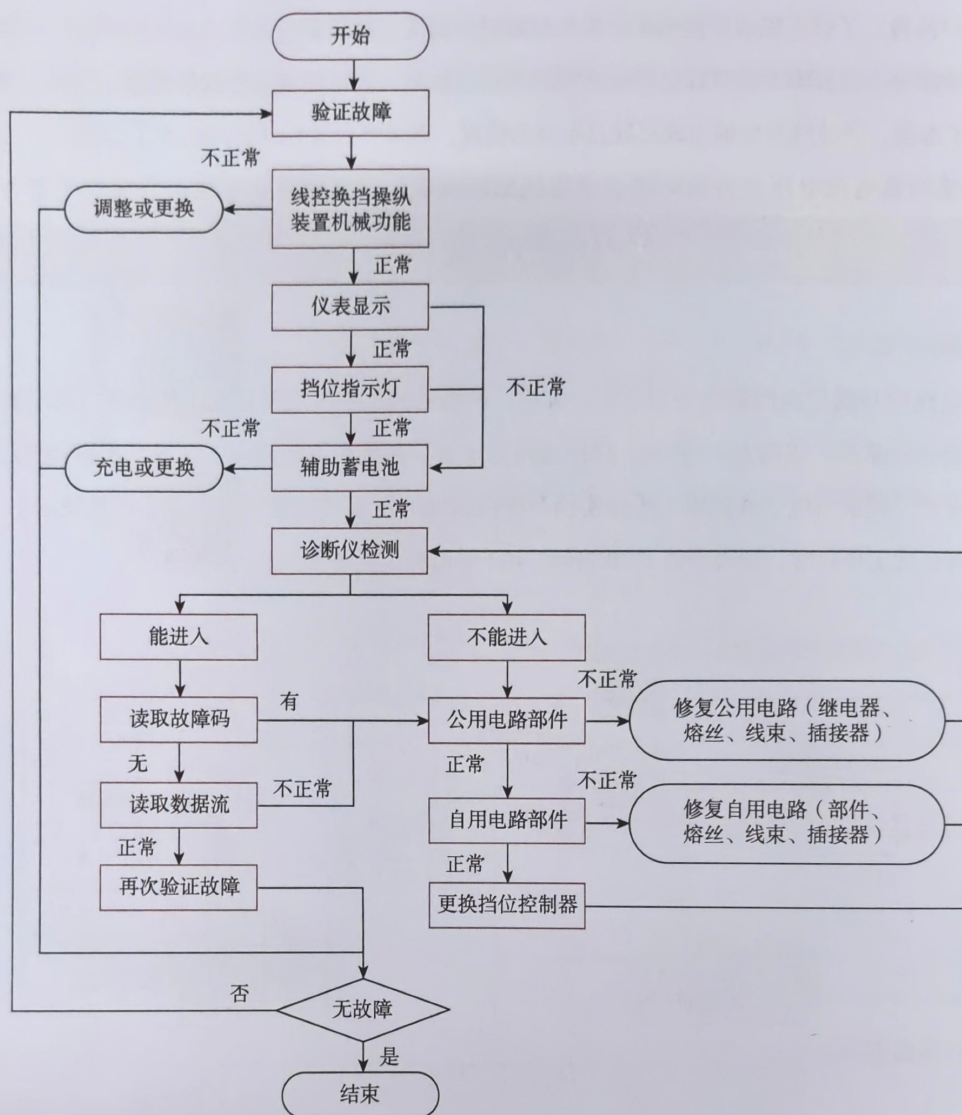 开始
验证故障
不正常
线控换挡操纵
装置机械功能
调整或更换
正常
仪表显示
正常
挡位指示灯
不正常
不正常
正常
充电或更换
辅助蓄电池
正常
诊断仪检测
能进入
不能进入
不正常
读取故障码
有
公用电路部件
修复公用电路（继电器、
熔丝、线束、插接器）
无
正常
不正常
读取数据流
不正常
自用电路部件
修复自用电路（部件、
熔丝、线束、插接器）
正常
正常
再次验证故障
更换挡位控制器
否
无故障
是
结束